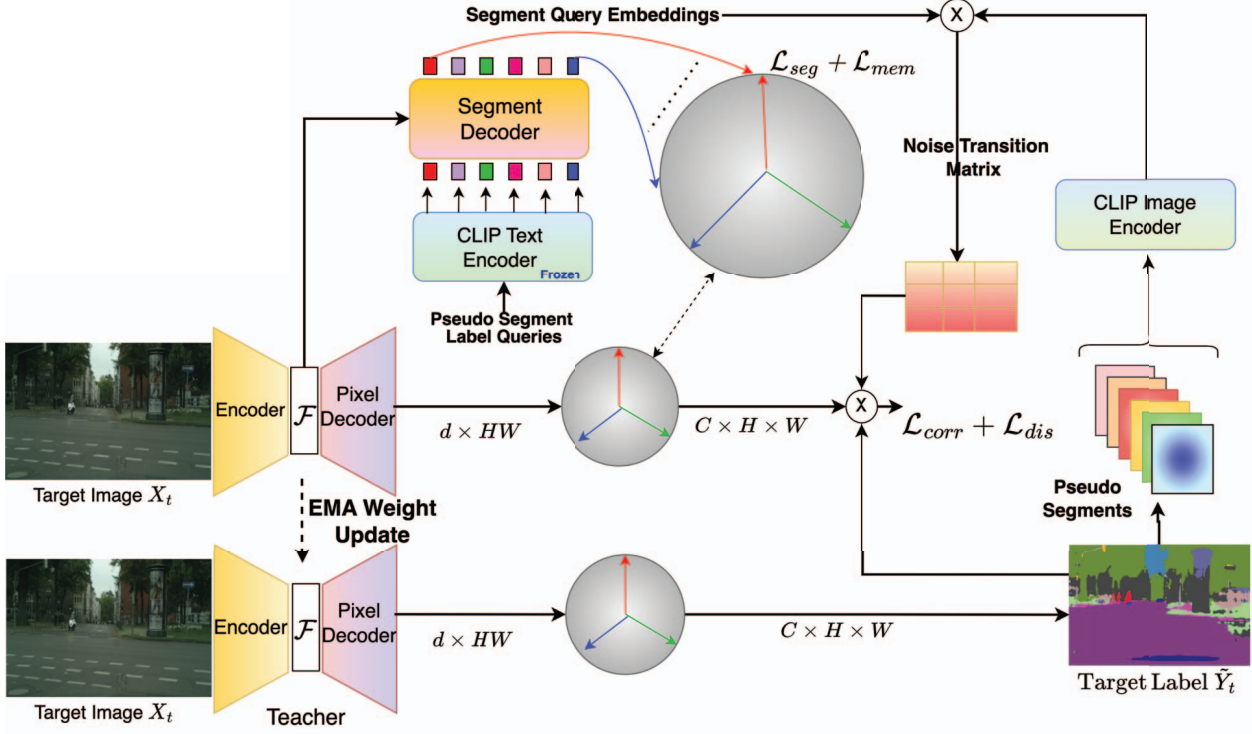 Segment Query Embeddings
X
ℒ_seg + ℒ_mem
Segment
Decoder
Noise Transition
Matrix
CLIP Image
Encoder
CLIP Text
Encoder
Frozen
Pseudo Segment
Label Queries
Encoder
ℱ
Pixel
Decoder
d × HW
C × H × W
X
ℒ_corr + ℒ_dis
Target Image X_t
EMA Weight
Update
Pseudo
Segments
Encoder
ℱ
Pixel
Decoder
d × HW
C × H × W
Target Image X_t
Teacher
Target Label Ỹ_t